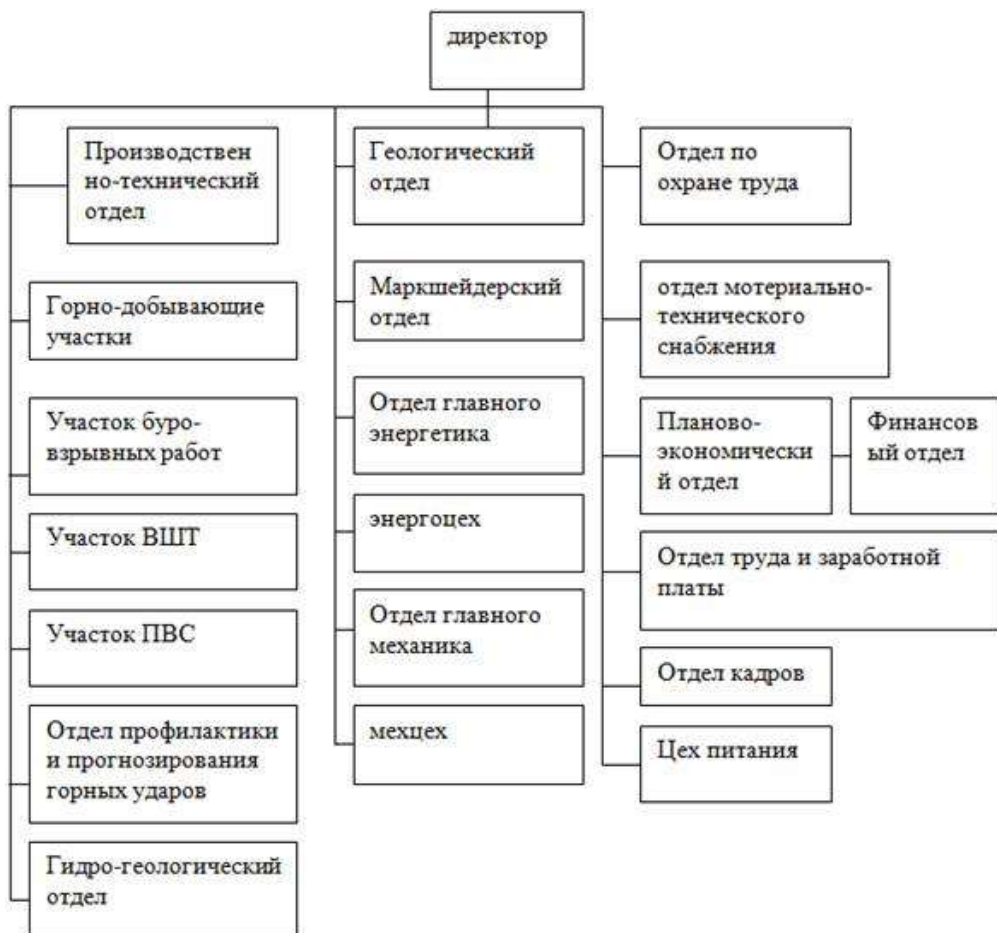 директор
Производствен
но-технический
отдел
Горно-добывающие
участки
Участок буро-
взрывных работ
Участок ВШТ
Участок ПВС
Отдел профилактики
и прогнозирования
горных ударов
Гидро-геологический
отдел
Геологический
отдел
Маркшейдерский
отдел
Отдел главного
энергетика
энергоцех
Отдел главного
механика
мехцех
Отдел по
охране труда
отдел мотериально-
технического
снабжения
Планово-
экономически
й отдел
Финансов
ый отдел
Отдел труда и заработной
платы
Отдел кадров
Цех питания